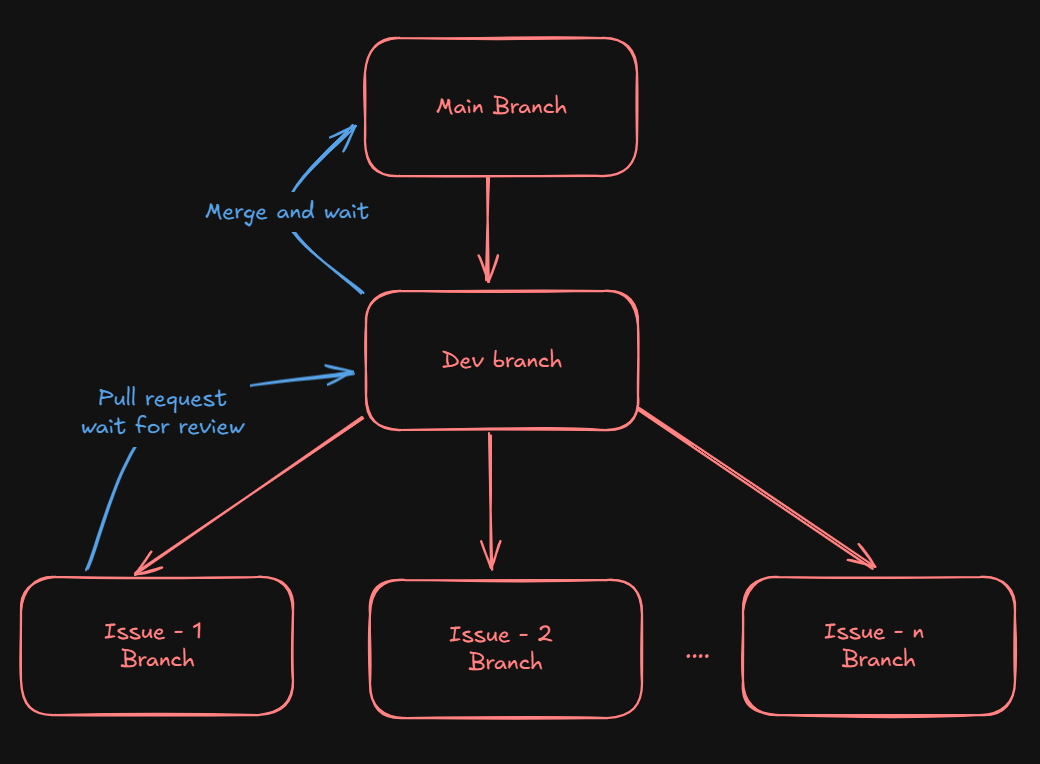 Main Branch
Merge and wait
Dev branch
Pull request
wait for review
Issue - 1
Branch
Issue - 2
Branch
....
Issue - n
Branch